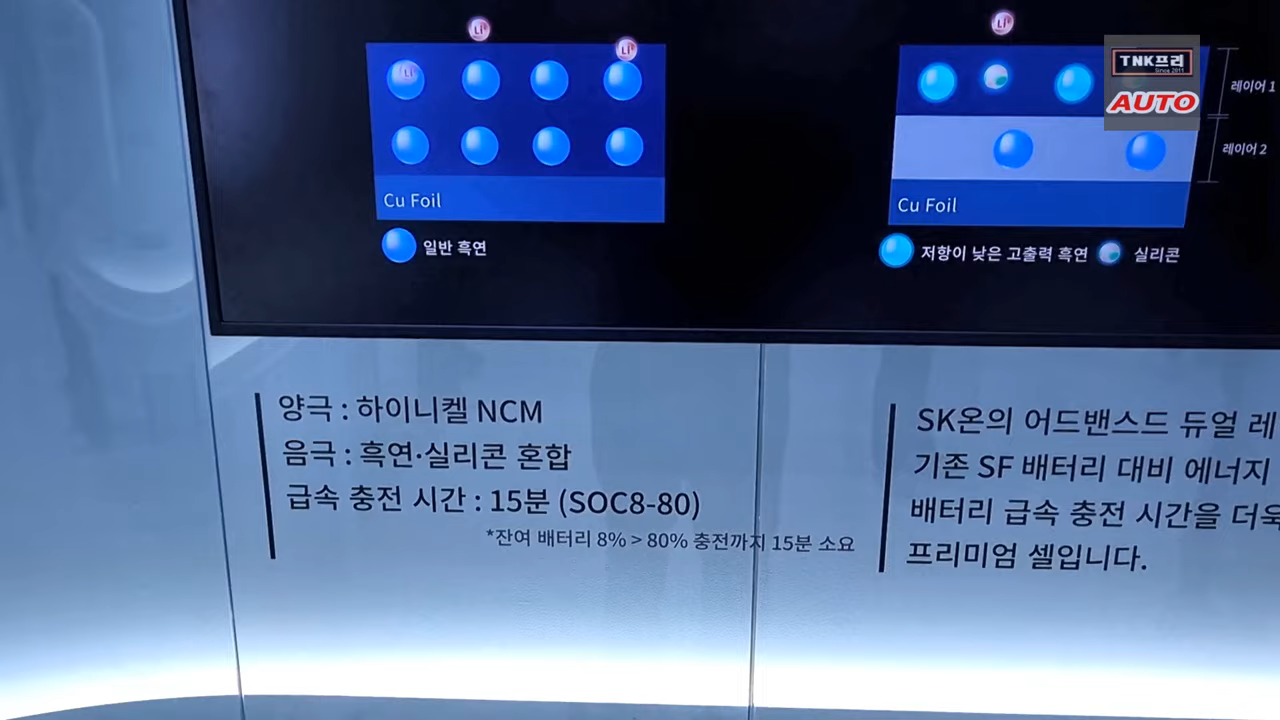 Li
Li
Li
Li
TNK프리
Since 2011
AUTO
레이어 1
레이어 2
Cu Foil
Cu Foil
일반 흑연
저항이 낮은 고출력 흑연
실리콘
양극 : 하이니켈 NCM
음극 : 흑연·실리콘 혼합
급속 충전 시간 : 15분 (SOC8-80)
*잔여 배터리 8% > 80% 충전까지 15분 소요
SK온의 어드밴스드 듀얼 레
기존 SF 배터리 대비 에너지
배터리 급속 충전 시간을 더욱
프리미엄 셀입니다.